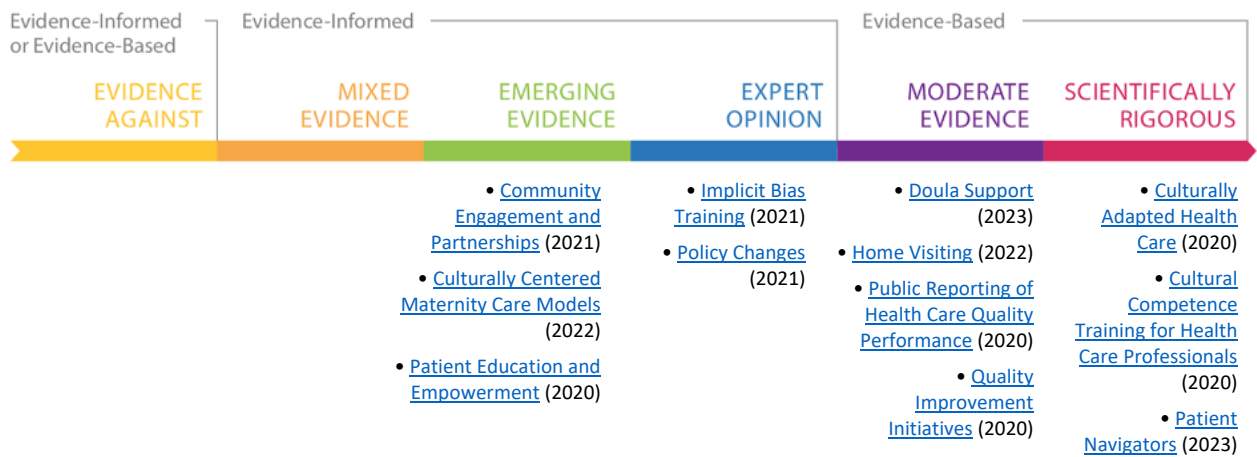 Evidence-Informed
or Evidence-Based
Evidence-Informed
Evidence-Based
EVIDENCE
AGAINST
MIXED
EVIDENCE
EMERGING
EVIDENCE
EXPERT
OPINION
MODERATE
EVIDENCE
SCIENTIFICALLY
RIGOROUS
• Community
Engagement and
Partnerships (2021)
• Culturally Centered
Maternity Care Models
(2022)
• Patient Education and
Empowerment (2020)
• Implicit Bias
Training (2021)
• Policy Changes
(2021)
• Doula Support
(2023)
• Home Visiting (2022)
• Public Reporting of
Health Care Quality
Performance (2020)
• Quality
Improvement
Initiatives (2020)
• Culturally
Adapted Health
Care (2020)
• Cultural
Competence
Training for Health
Care Professionals
(2020)
• Patient
Navigators (2023)